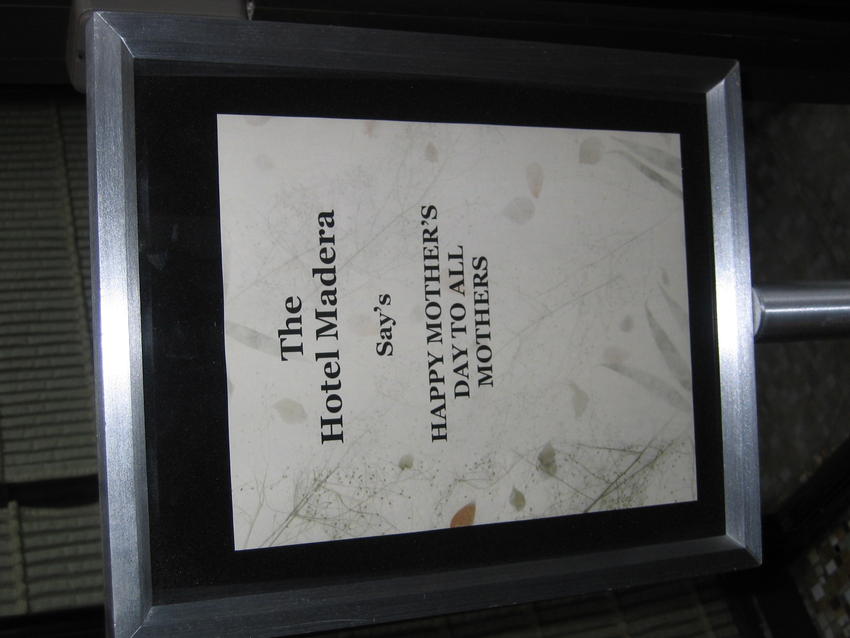 The
Hotel Madera
Say's
HAPPY MOTHER'S
DAY TO ALL
MOTHERS